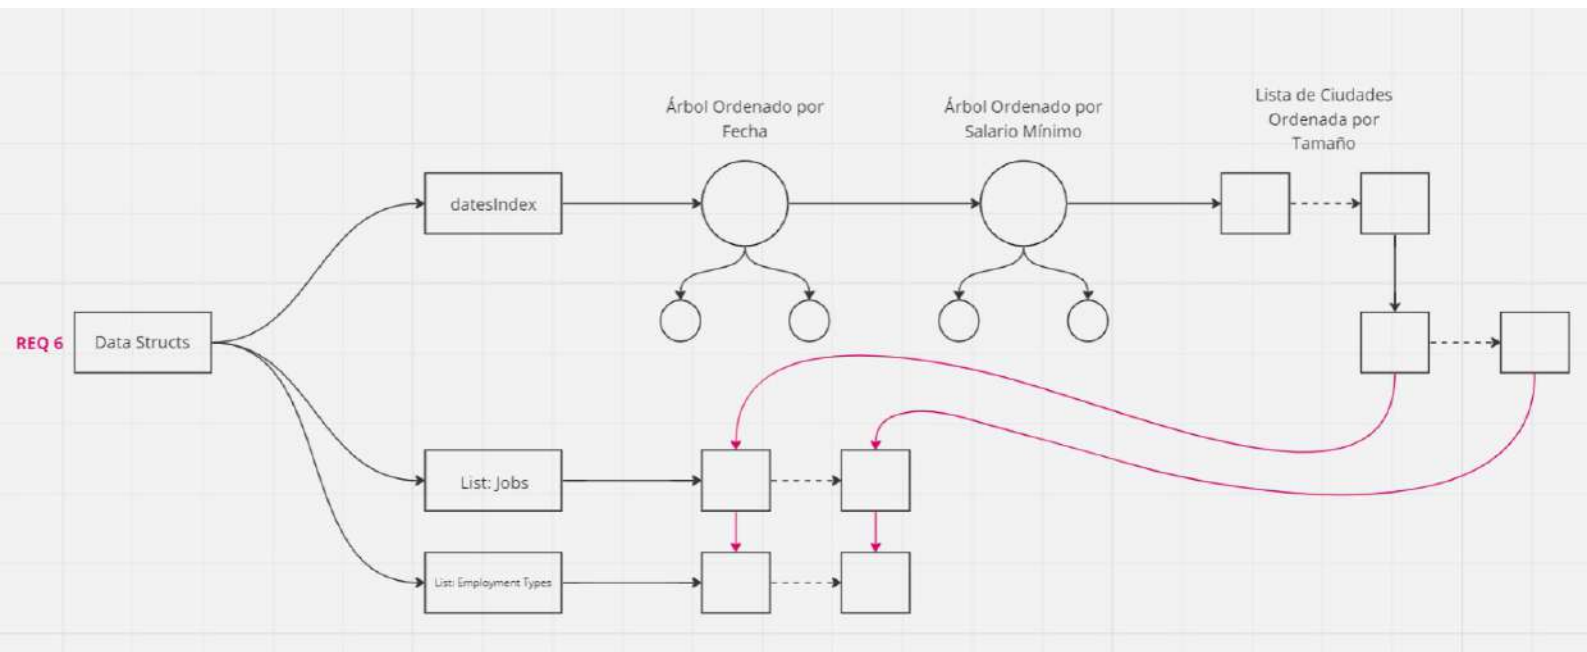 Árbol Ordenado por
Fecha
Árbol Ordenado por
Salario Mínimo
Lista de Ciudades
Ordenada por
Tamaño
datesIndex
REQ 6
Data Structs
List: Jobs
List: Employment Types